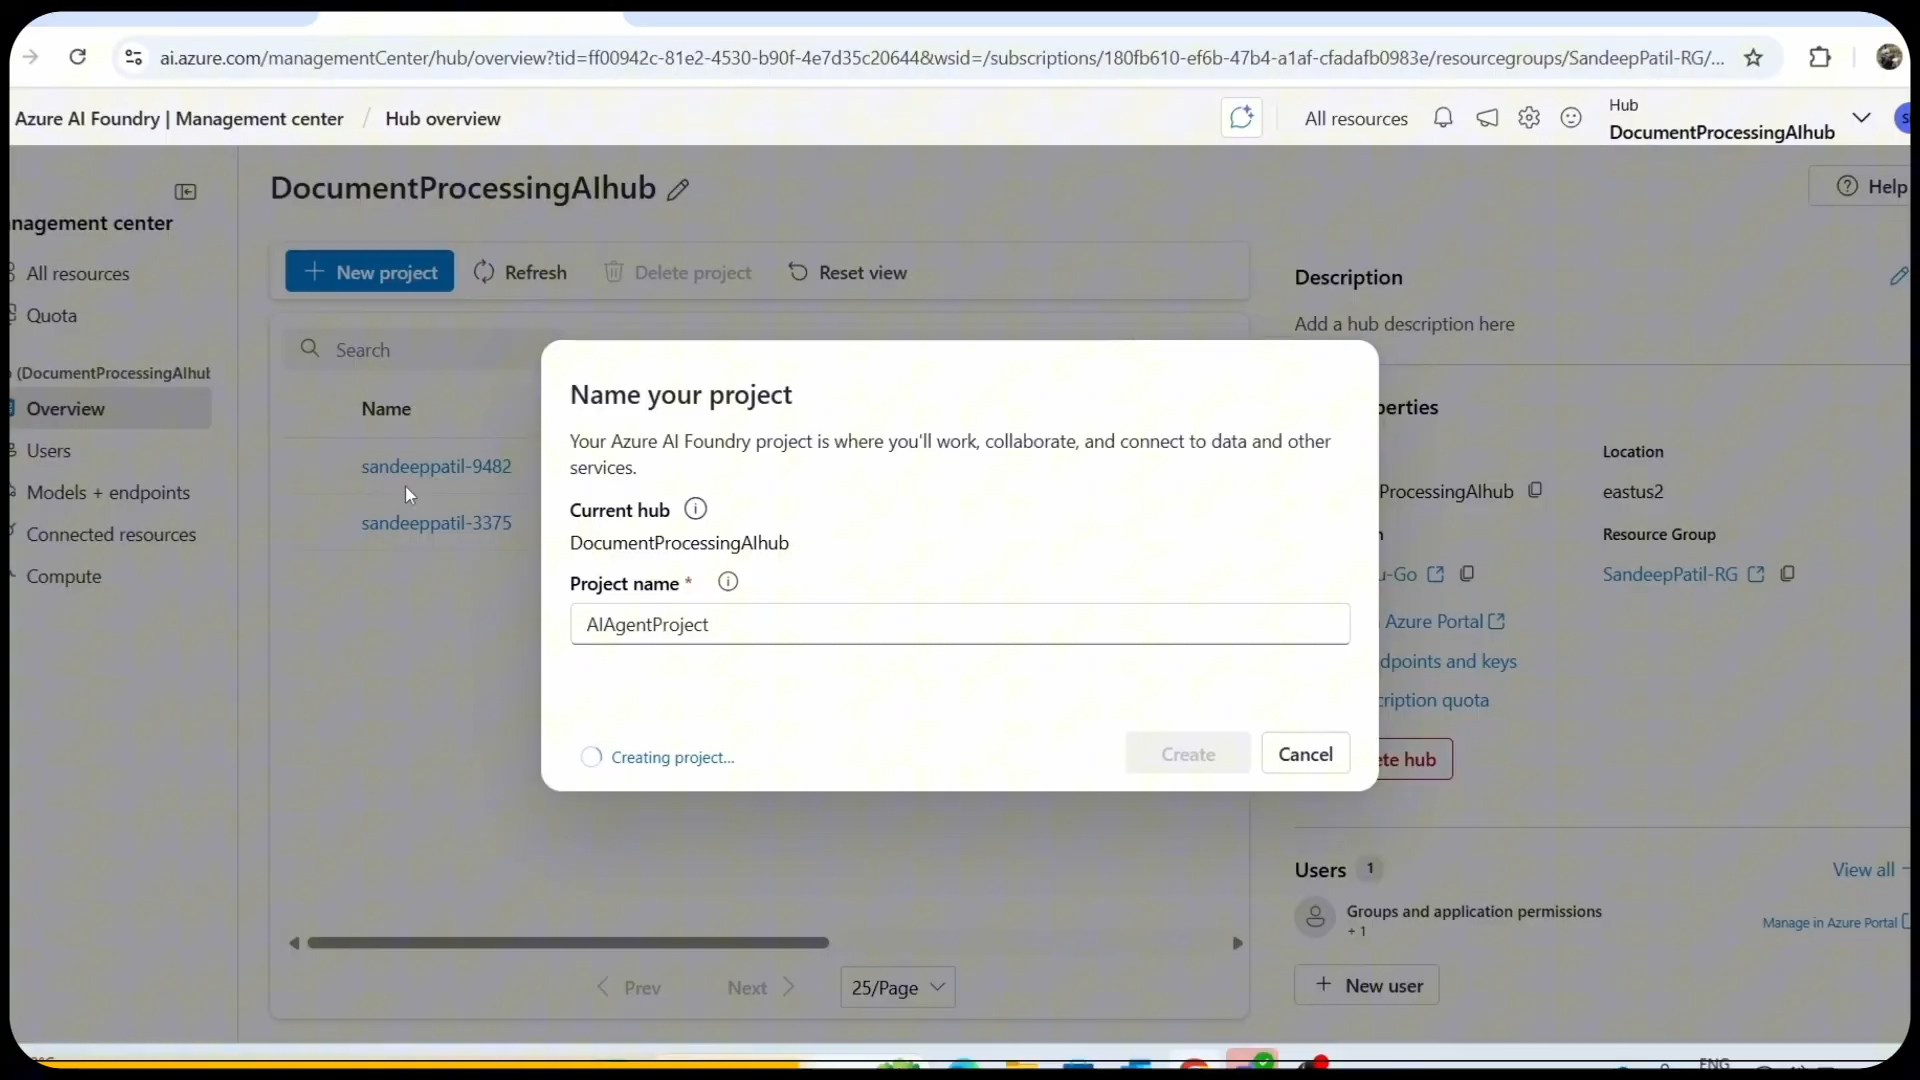 ai.azure.com/managementCenter/hub/overview?tid=ff00942c-81e2-4530-b90f-4e7d35c20644&wsid=/subscriptions/180fb610-ef6b-47b4-a1af-cfadafb0983e/resourcegroups/SandeepPatil-RG/...
Azure AI Foundry | Management center / Hub overview
All resources
Hub
DocumentProcessingAIhub
DocumentProcessingAIhub
Help
nagement center
All resources
Quota
(DocumentProcessingAIhub
Overview
Users
Models + endpoints
Connected resources
Compute
New project
Refresh
Delete project
Reset view
Search
Name
sandeeppatil-9482
sandeeppatil-3375
Prev
Next
25/Page
Name your project
Your Azure AI Foundry project is where you'll work, collaborate, and connect to data and other
services.
Current hub
DocumentProcessingAIhub
Project name *
AIAgentProject
Creating project...
Create
Cancel
Description
Add a hub description here
perties
Location
ProcessingAIhub
eastus2
Resource Group
u-Go
SandeepPatil-RG
Azure Portal
dpoints and keys
cription quota
ete hub
Users 1
View all
Groups and application permissions
+ 1
Manage in Azure Portal
+ New user
ENG